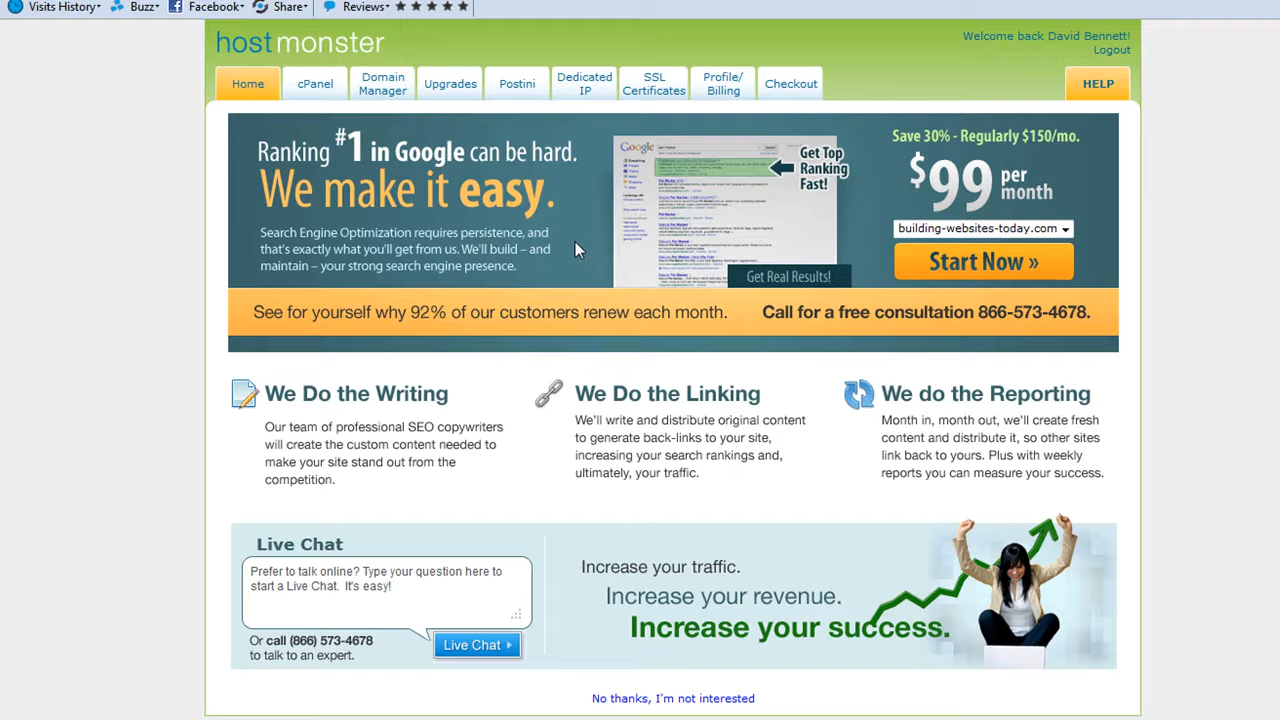 Visits History
Buzz
Facebook
Share
Reviews
hostmonster
Welcome back David Bennett!
Logout
Home
cPanel
Domain
Manager
Upgrades
Postini
Dedicated
IP
SSL
Certificates
Profile/
Billing
Checkout
HELP
Ranking #1 in Google can be hard.
We make it easy.
Search Engine Optimization requires persistence, and
that's exactly what you'll get from us. We'll build – and
maintain – your strong search engine presence.
Google
Get Top
Ranking
Fast!
Get Real Results!
Save 30% - Regularly $150/mo.
$99 per
month
building-websites-today.com
Start Now »
See for yourself why 92% of our customers renew each month.
Call for a free consultation 866-573-4678.
We Do the Writing
Our team of professional SEO copywriters
will create the custom content needed to
make your site stand out from the
competition.
We Do the Linking
We'll write and distribute original content
to generate back-links to your site,
increasing your search rankings and,
ultimately, your traffic.
We do the Reporting
Month in, month out, we'll create fresh
content and distribute it, so other sites
link back to yours. Plus with weekly
reports you can measure your success.
Live Chat
Prefer to talk online? Type your question here to
start a Live Chat. It's easy!
Or call (866) 573-4678
to talk to an expert.
Live Chat
Increase your traffic.
Increase your revenue.
Increase your success.
No thanks, I'm not interested